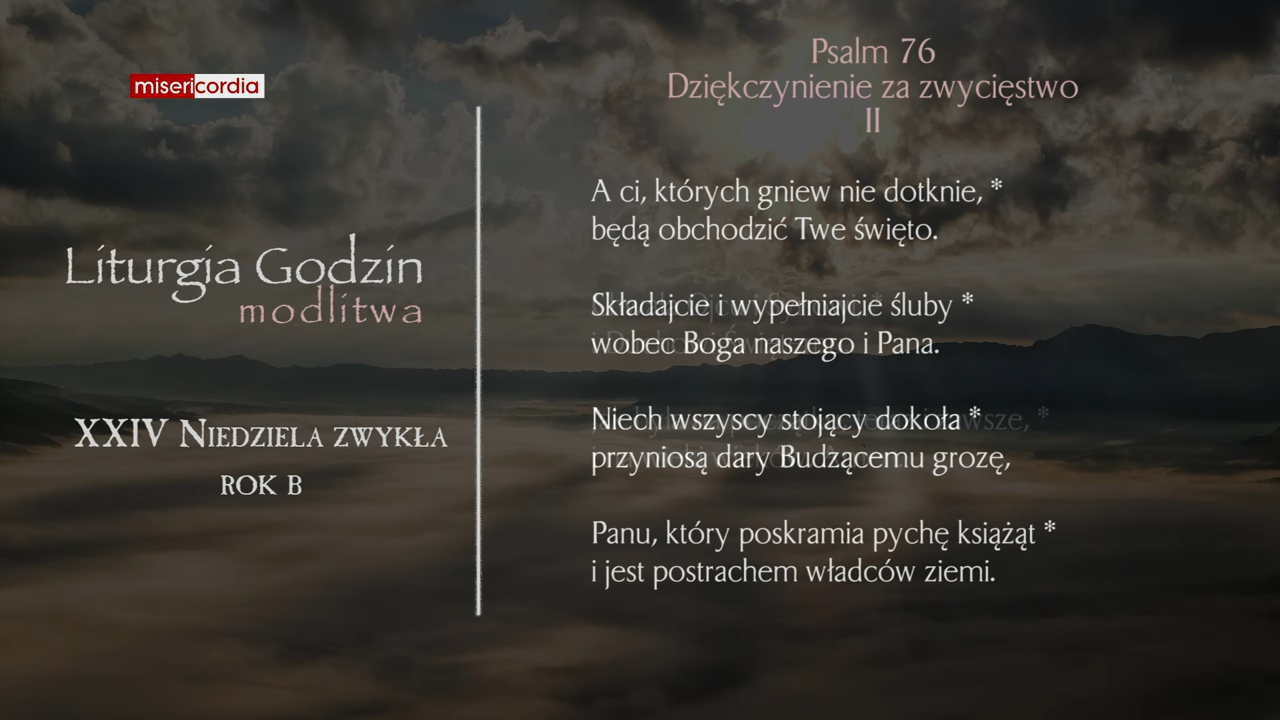 misericordia
Liturgia Godzin
modlitwa
XXIV Niedziela zwykła
rok B
Psalm 76
Dziękczynienie za zwycięstwo
II
A ci, których gniew nie dotknie, *
będą obchodzić Twe święto.
Składajcie i wypełniajcie śluby *
wobec Boga naszego i Pana.
Niech wszyscy stojący dokoła *
przyniosą dary Budzącemu grozę,
Panu, który poskramia pychę książąt *
i jest postrachem władców ziemi.